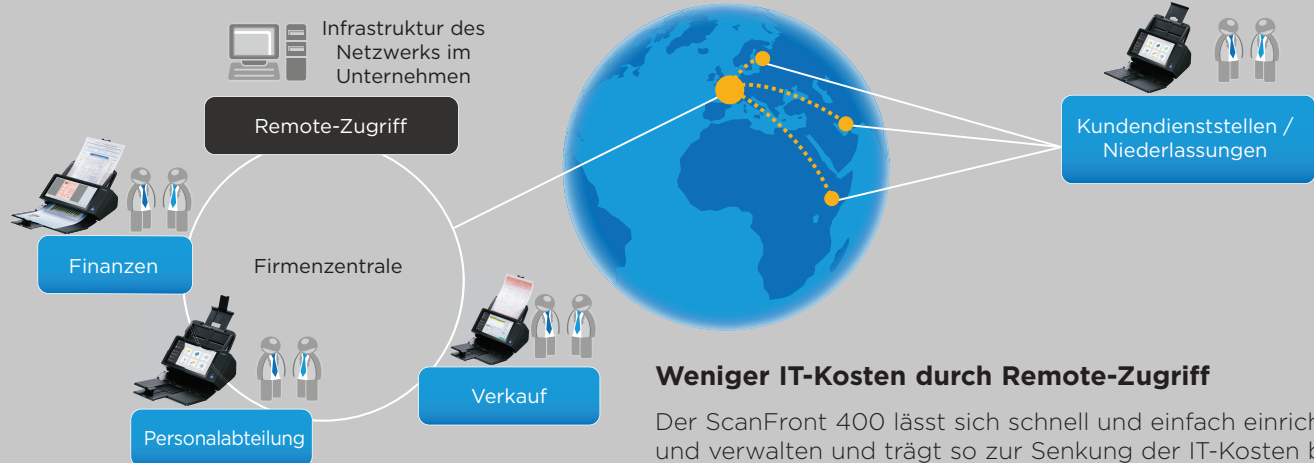 Infrastruktur des
Netzwerks im
Unternehmen
Remote-Zugriff
Finanzen
Firmenzentrale
Personalabteilung
Verkauf
Kundendienststellen /
Niederlassungen
Weniger IT-Kosten durch Remote-Zugriff
Der ScanFront 400 lässt sich schnell und einfach
und verwalten und trägt so zur Senkung der IT-Kosten